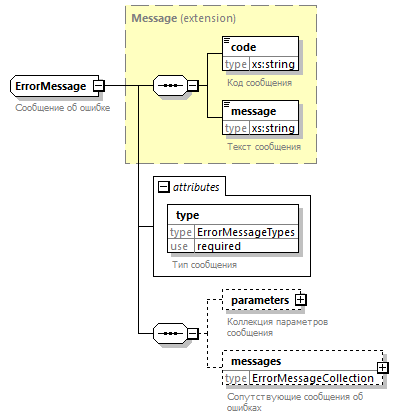 Message (extension)
code
type xs:string
Код сообщения
ErrorMessage
Сообщение об ошибке
message
type xs:string
Текст сообщения
attributes
type
type ErrorMessageTypes
use required
Тип сообщения
parameters
Коллекция параметров
сообщения
messages
type ErrorMessageCollection
Сопутствующие сообщения об
ошибках